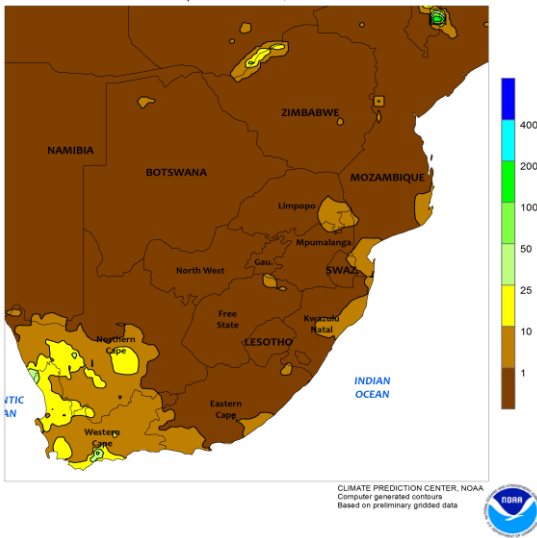 ZIMBABWE
NAMIBIA
BOTSWANA
MOZAMBIQUE
Limpopo
Mpumalanga
Gau.
North West
SWAZ.
Free
State
Kwazulu
Natal
LESOTHO
Northern
Cape
Eastern
Cape
Western
Cape
INDIAN
OCEAN
NTIC
AN
400
200
100
50
25
10
1
CLIMATE PREDICTION CENTER, NOAA
Computer generated contours
Based on preliminary gridded data
NOAA